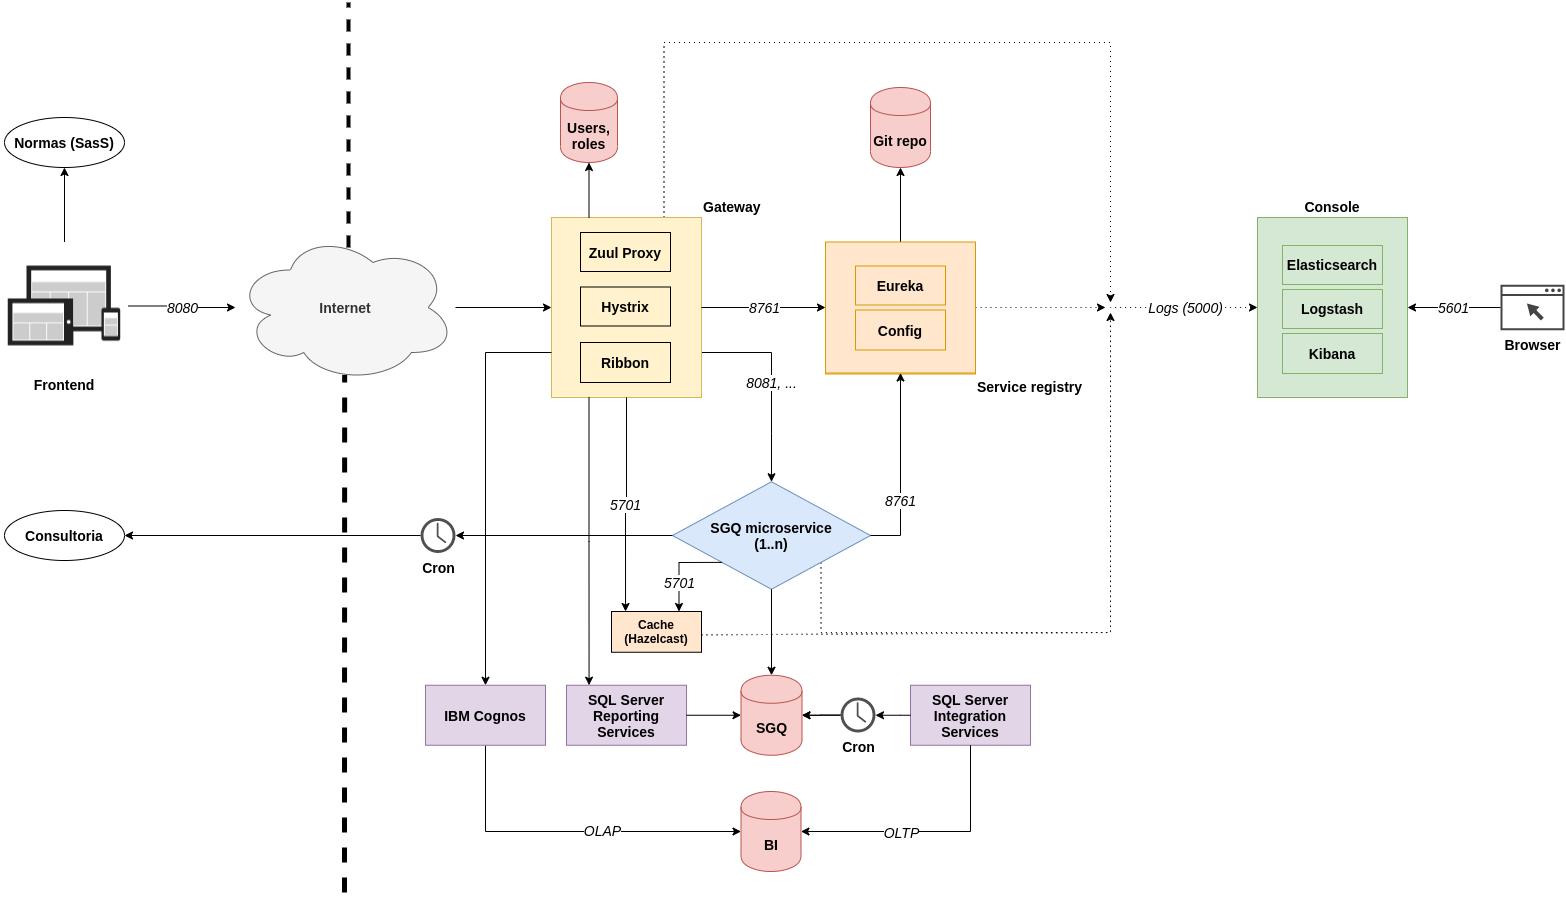 Users,
roles
Git repo
Normas (SasS)
Gateway
Console
Zuul Proxy
Hystrix
Ribbon
Eureka
Config
Elasticsearch
Logstash
Kibana
8080
Internet
8761
Logs (5000)
5601
Browser
Frontend
8081, ...
Service registry
5701
8761
SGQ microservice
(1..n)
Consultoria
Cron
5701
Cache
(Hazelcast)
IBM Cognos
SQL Server
Reporting
Services
SGQ
Cron
SQL Server
Integration
Services
OLAP
BI
OLTP